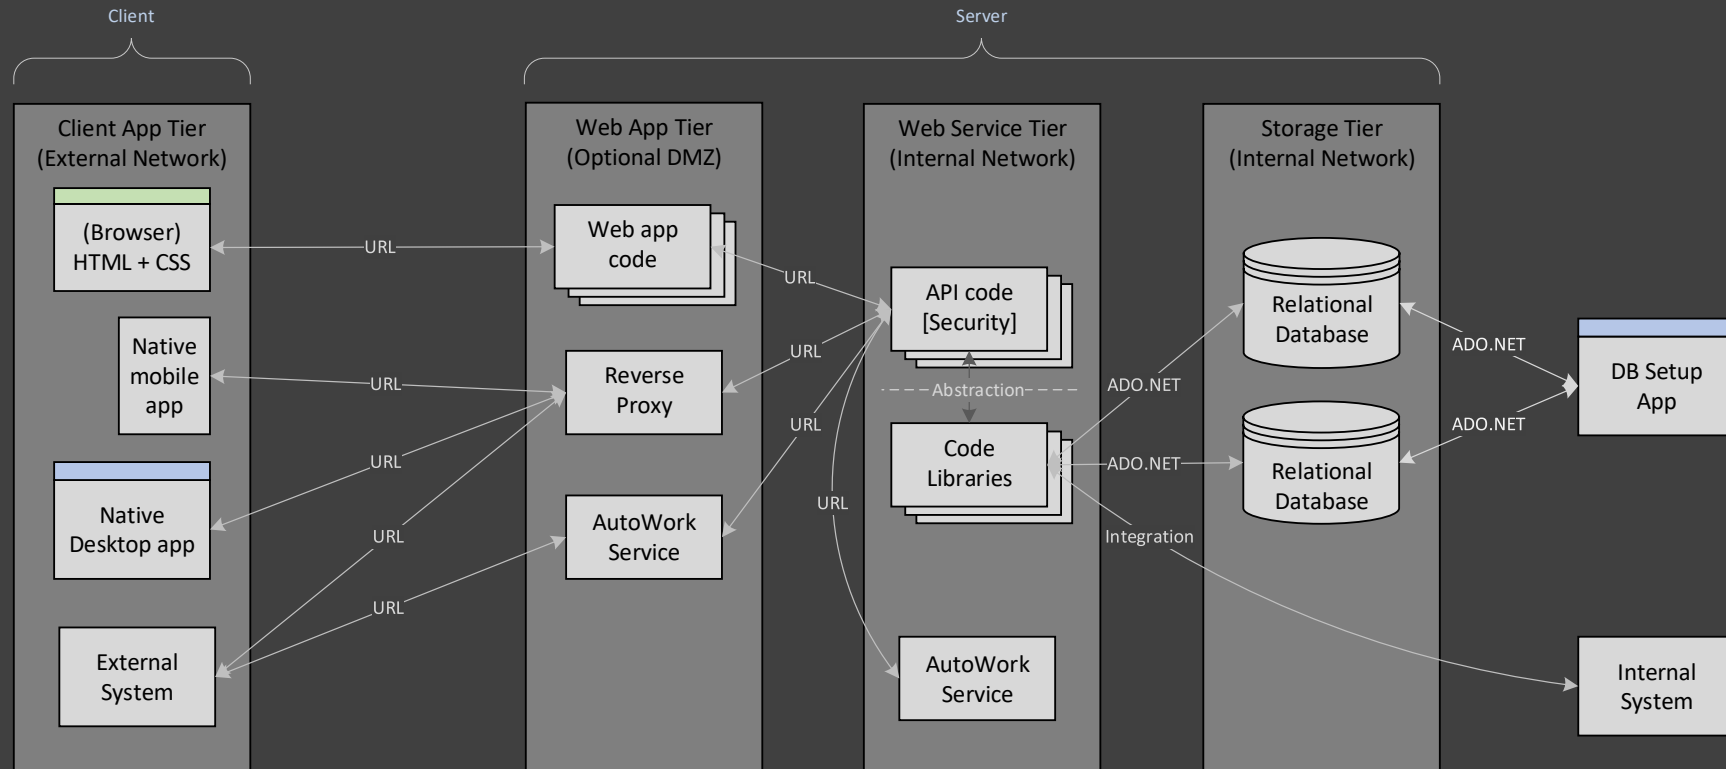 Client
Server
Client App Tier
(External Network)
(Browser)
HTML + CSS
Native
mobile
app
Native
Desktop app
External
System
URL
URL
URL
URL
URL
Web App Tier
(Optional DMZ)
Web app
code
Reverse
Proxy
AutoWork
Service
URL
URL
URL
URL
Web Service Tier
(Internal Network)
API code
[Security]
Abstraction
Code
Libraries
AutoWork
Service
ADO.NET
ADO.NET
Integration
Storage Tier
(Internal Network)
Relational
Database
Relational
Database
ADO.NET
ADO.NET
DB Setup
App
Internal
System